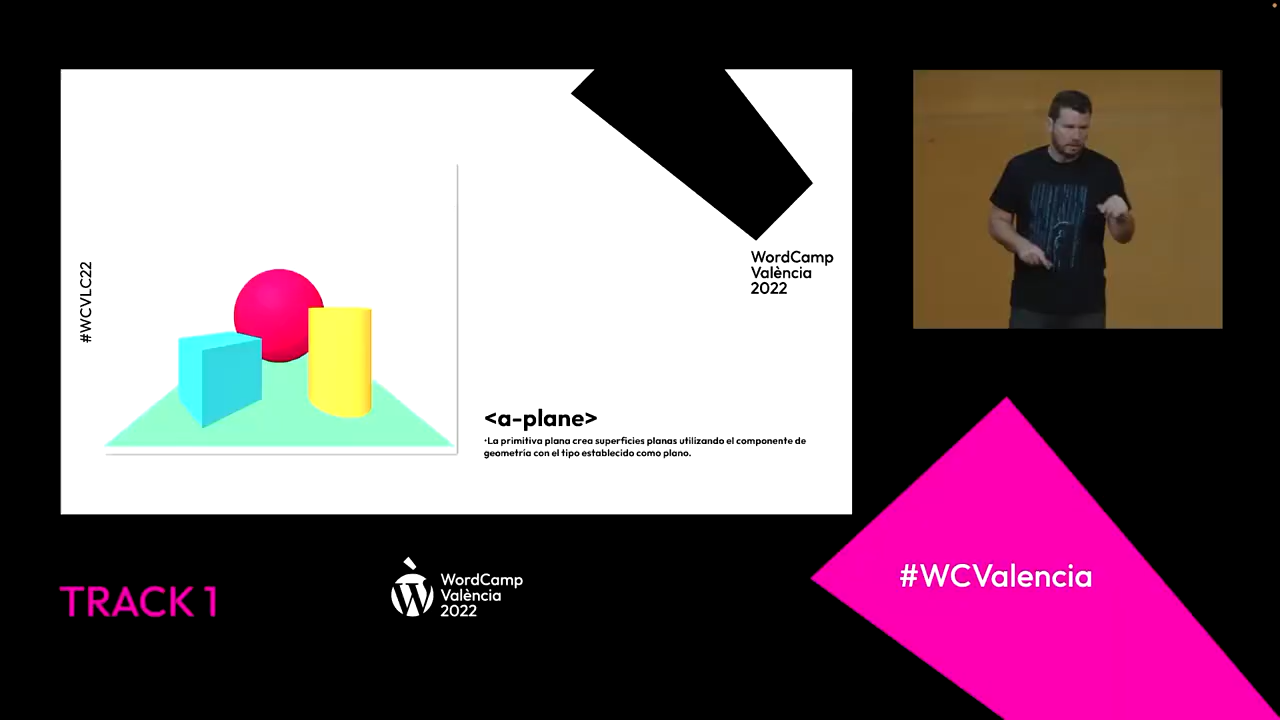 #WCVLC22
WordCamp
València
2022
<a-plane>
•La primitiva plana crea superficies planas utilizando el componente de
geometría con el tipo establecido como plano.
TRACK 1
WordCamp
València
2022
#WCValencia